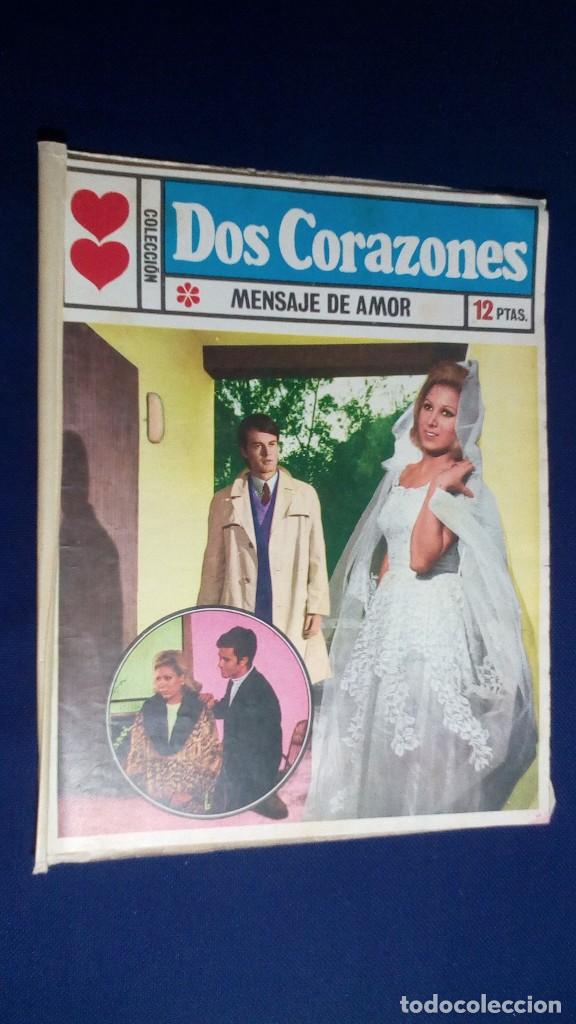 COLECCIÓN
Dos Corazones
MENSAJE DE AMOR
12 PTAS.
todocoleccion